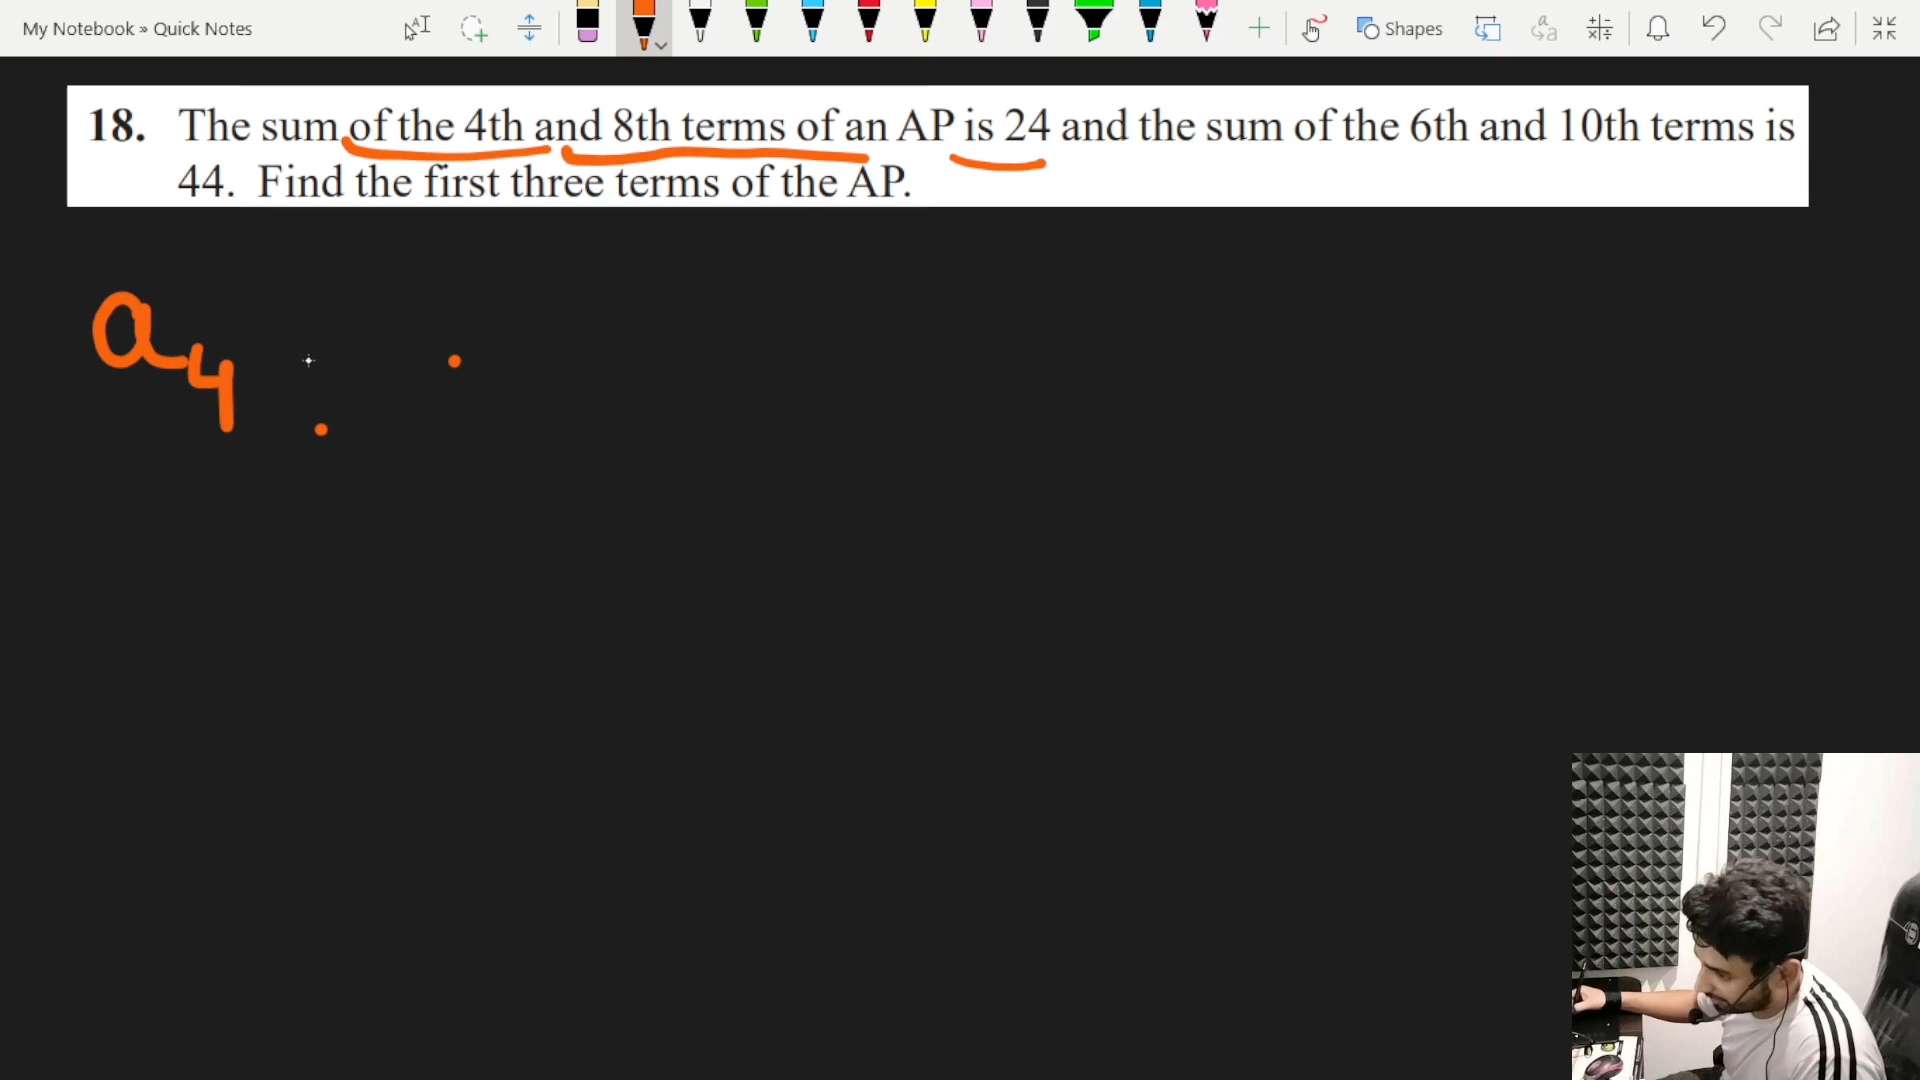 My Notebook » Quick Notes
Shapes
18. The sum of the 4th and 8th terms of an AP is 24 and the sum of the 6th and 10th terms is
44. Find the first three terms of the AP.
a4